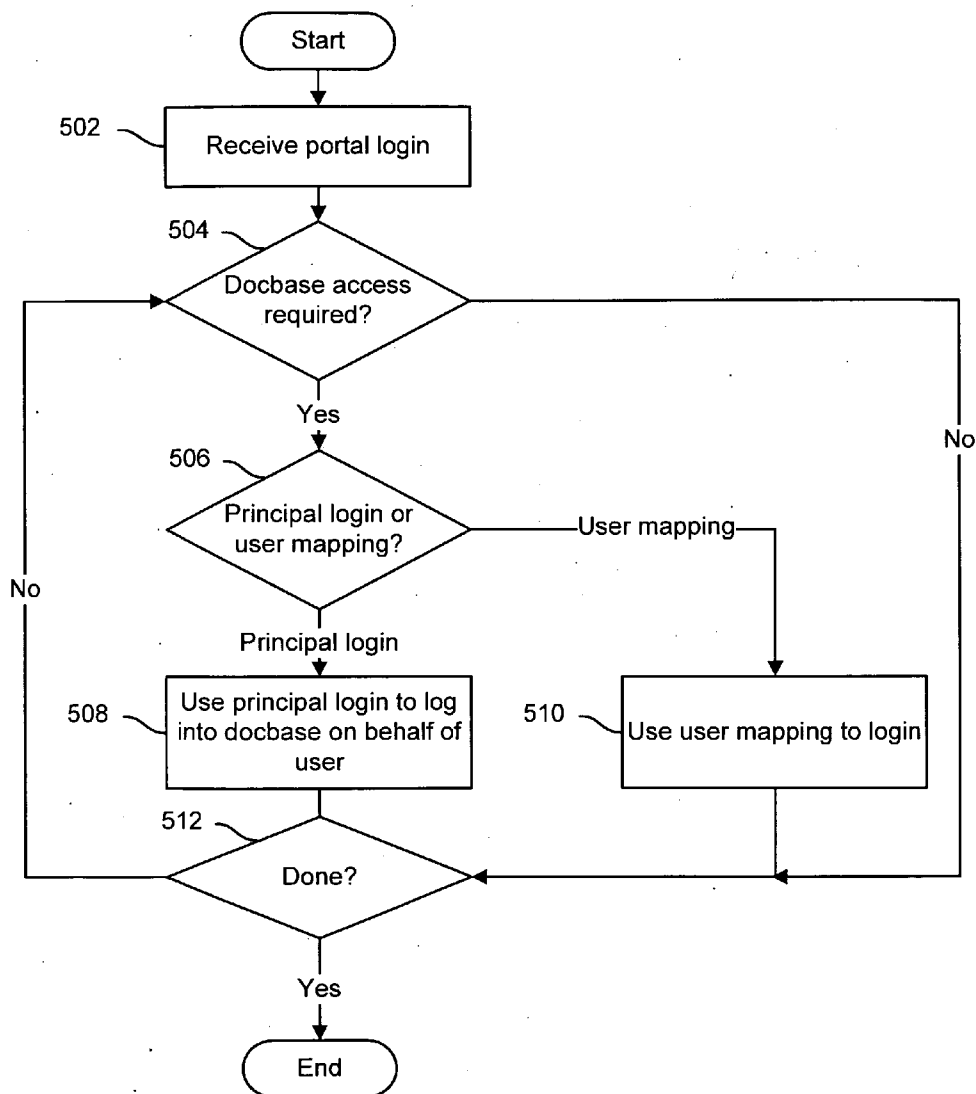 Start
502
Receive portal login
504
Docbase access
required?
Yes
No
506
Principal login or
user mapping?
User mapping
No
Principal login
508
Use principal login to log
into docbase on behalf of
user
510
Use user mapping to login
512
Done?
Yes
End